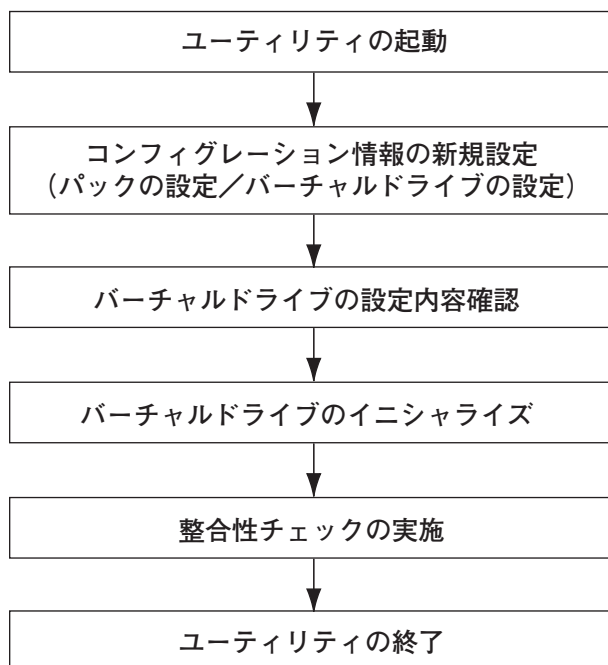 ユーティリティの起動
コンフィグレーション情報の新規設定
（パックの設定／バーチャルドライブの設定）
バーチャルドライブの設定内容確認
バーチャルドライブのイニシャライズ
整合性チェックの実施
ユーティリティの終了